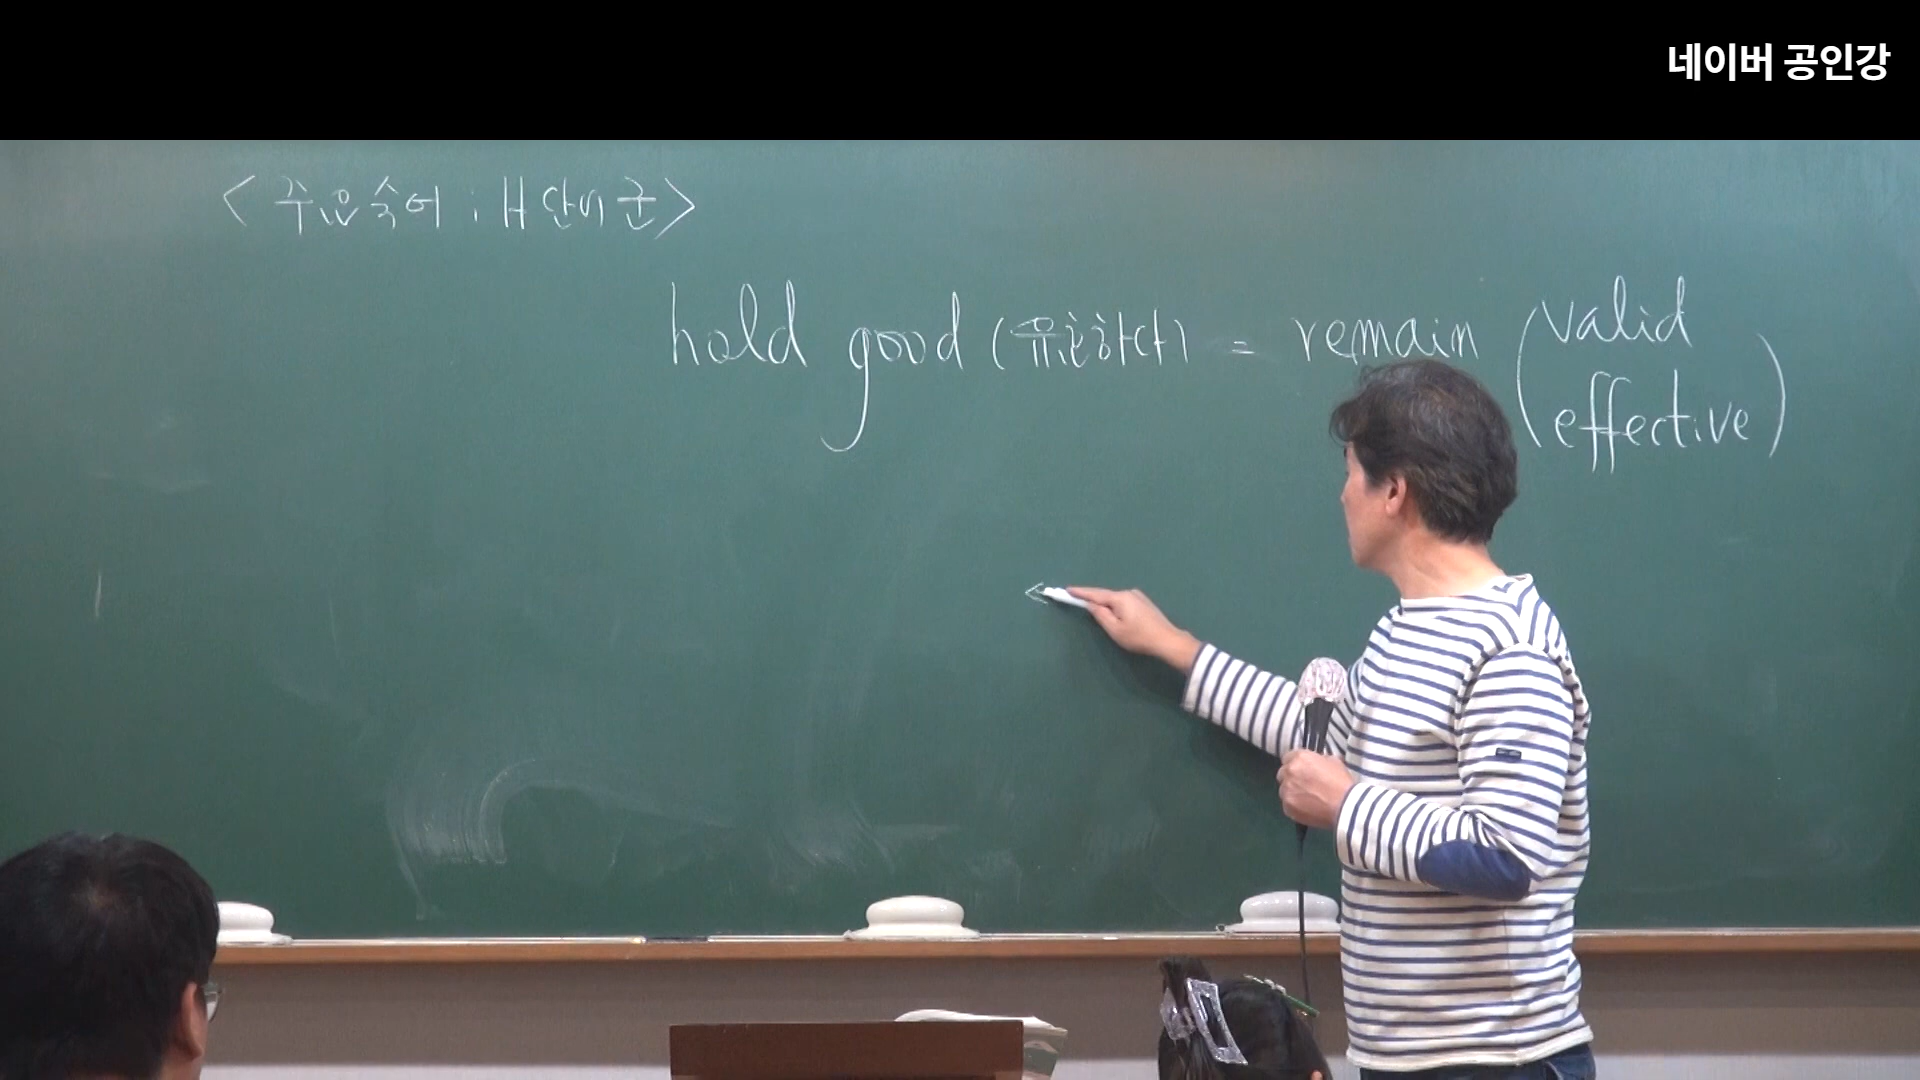 네이버 공인강
<주요숙어 : H 단어군>
hold good (유효하다) = remain (valid
effective)